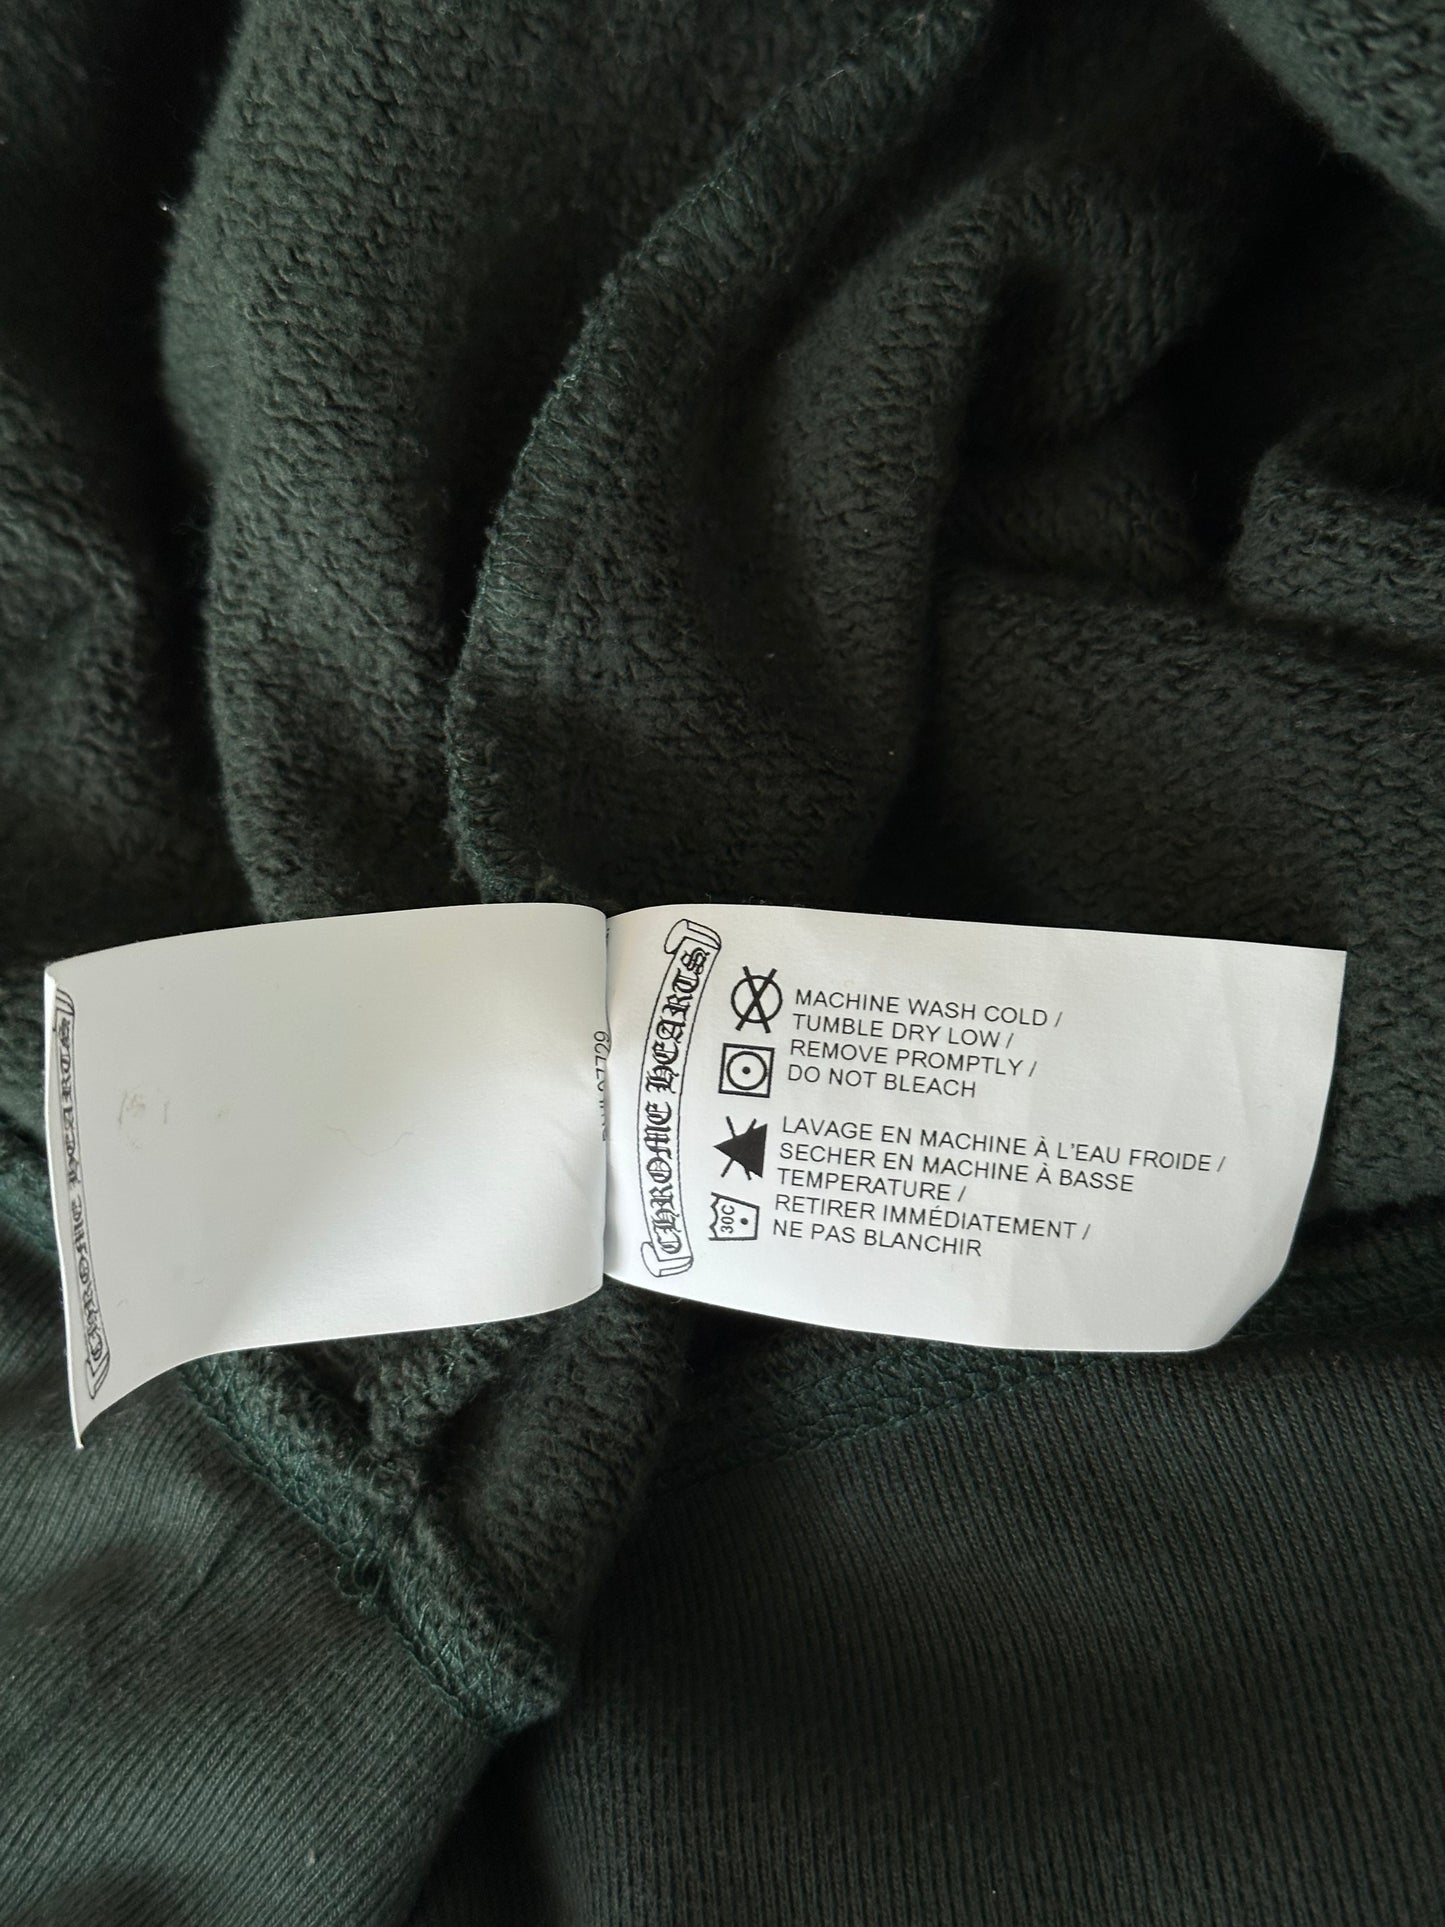 CHROME HEARTS
CHROME HEARTS
MACHINE WASH COLD /
TUMBLE DRY LOW /
REMOVE PROMPTLY /
DO NOT BLEACH
LAVAGE EN MACHINE À L'EAU FROIDE /
SECHER EN MACHINE À BASSE
TEMPERATURE /
RETIRER IMMÉDIATEMENT /
NE PAS BLANCHIR
A
30C